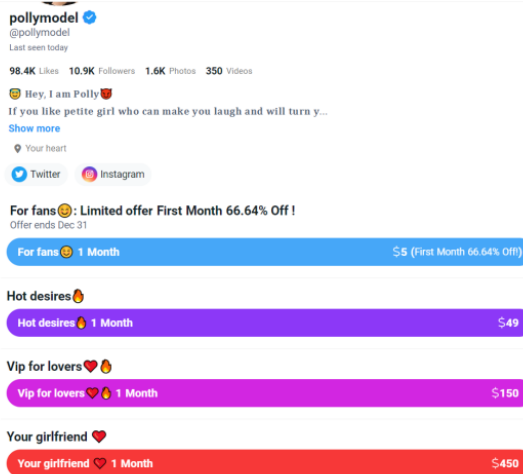 pollymodel
@pollymodel
Last seen today
98.4K Likes 10.9K Followers 1.6K Photos 350 Videos
😇 Hey, I am Polly😈
If you like petite girl who can make you laugh and will turn y...
Show more
Your heart
Twitter Instagram
For fans😊: Limited offer First Month 66.64% Off !
Offer ends Dec 31
For fans😊 1 Month $5 (First Month 66.64% Off!)
Hot desires🔥
Hot desires🔥 1 Month $49
Vip for lovers❤️🔥
Vip for lovers❤️🔥 1 Month $150
Your girlfriend ❤️
Your girlfriend ❤️ 1 Month $450